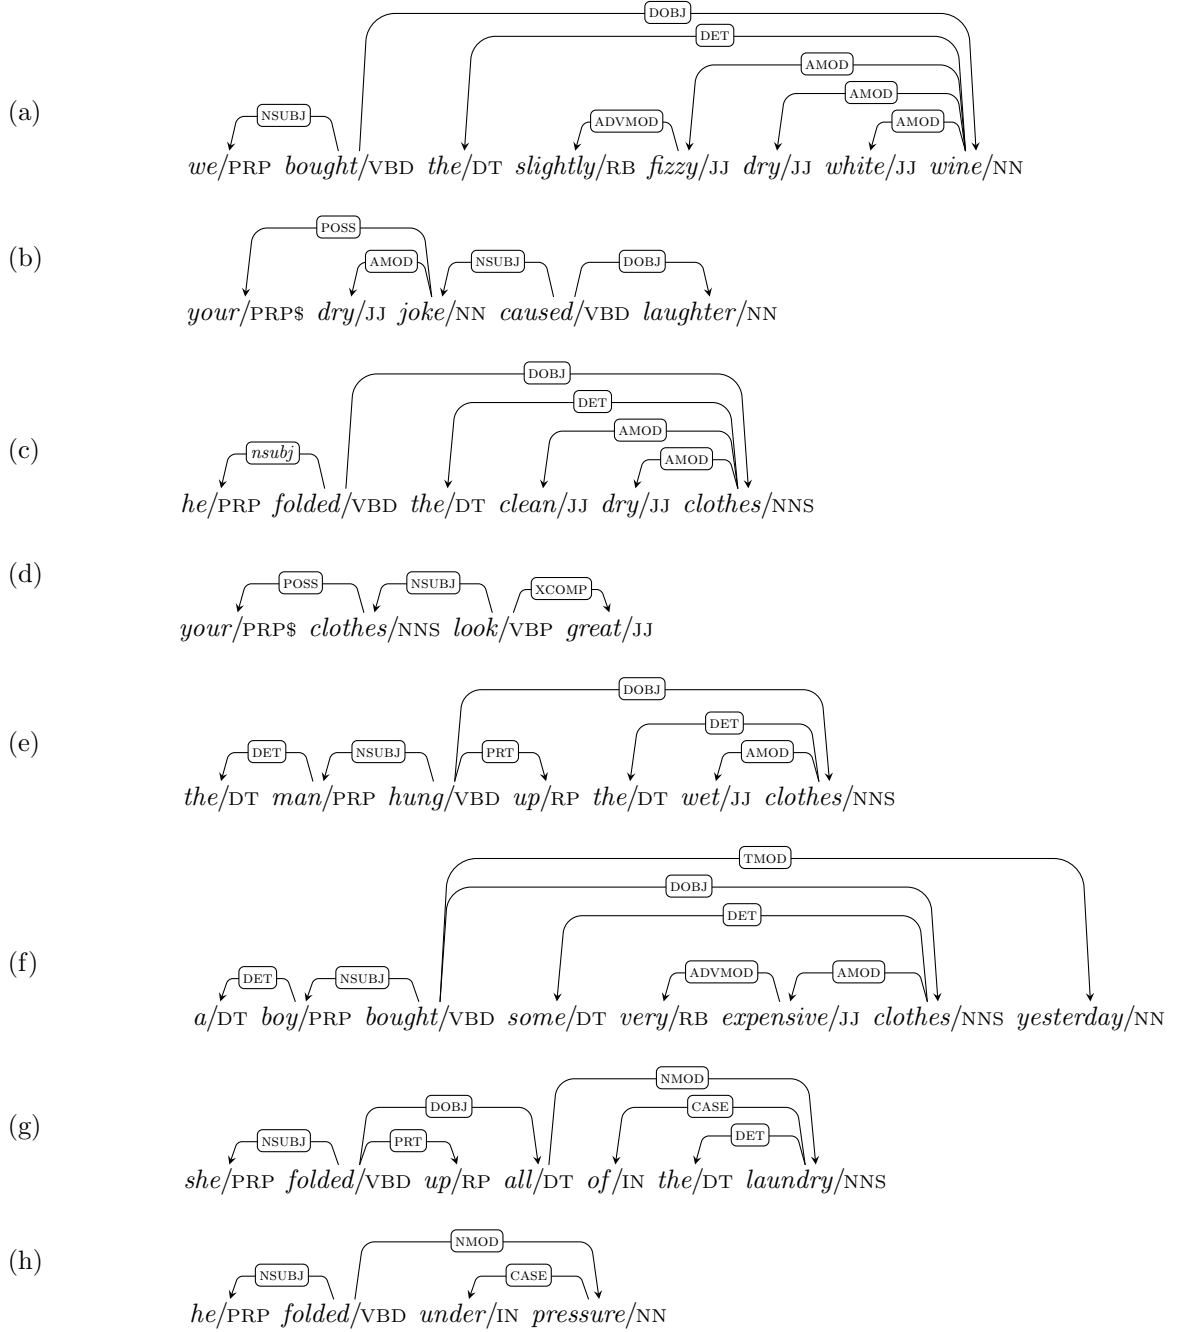 DOBJ
DET
AMOD
AMOD
(a) NSUBJ ADVMOD AMOD
we/PRP bought/VBD the/DT slightly/RB fizzy/JJ dry/JJ white/JJ wine/NN
POSS
(b) AMOD NSUBJ DOBJ
your/PRP$ dry/JJ joke/NN caused/VBD laughter/NN
DOBJ
DET
AMOD
(c) nsubj AMOD
he/PRP folded/VBD the/DT clean/JJ dry/JJ clothes/NNS
(d) POSS NSUBJ XCOMP
your/PRP$ clothes/NNS look/VBP great/JJ
DOBJ
DET
(e) DET NSUBJ PRT AMOD
the/DT man/PRP hung/VBD up/RP the/DT wet/JJ clothes/NNS
TMOD
DOBJ
DET
(f) DET NSUBJ ADVMOD AMOD
a/DT boy/PRP bought/VBD some/DT very/RB expensive/JJ clothes/NNS yesterday/NN
NMOD
DOBJ CASE
(g) NSUBJ PRT DET
she/PRP folded/VBD up/RP all/DT of/IN the/DT laundry/NNS
NMOD
(h) NSUBJ CASE
he/PRP folded/VBD under/IN pressure/NN